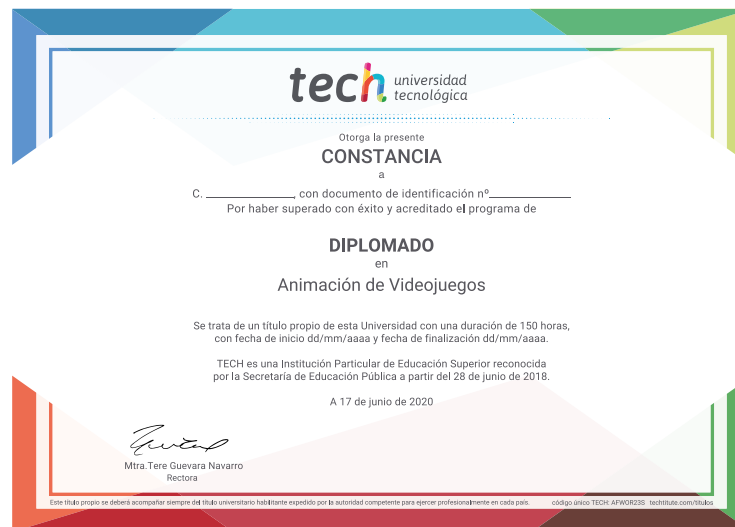 tech universidad
tecnológica
Otorga la presente
CONSTANCIA
a
C. ______________, con documento de identificación nº______________
Por haber superado con éxito y acreditado el programa de
DIPLOMADO
en
Animación de Videojuegos
Se trata de un título propio de esta Universidad con una duración de 150 horas,
con fecha de inicio dd/mm/aaaa y fecha de finalización dd/mm/aaaa.
TECH es una Institución Particular de Educación Superior reconocida
por la Secretaría de Educación Pública a partir del 28 de junio de 2018.
A 17 de junio de 2020
Mtra.Tere Guevara Navarro
Rectora
Este título propio se deberá acompañar siempre del título universitario habilitante expedido por la autoridad competente para ejercer profesionalmente en cada país. código único TECH: AFWOR23S techtitute.com/titulos